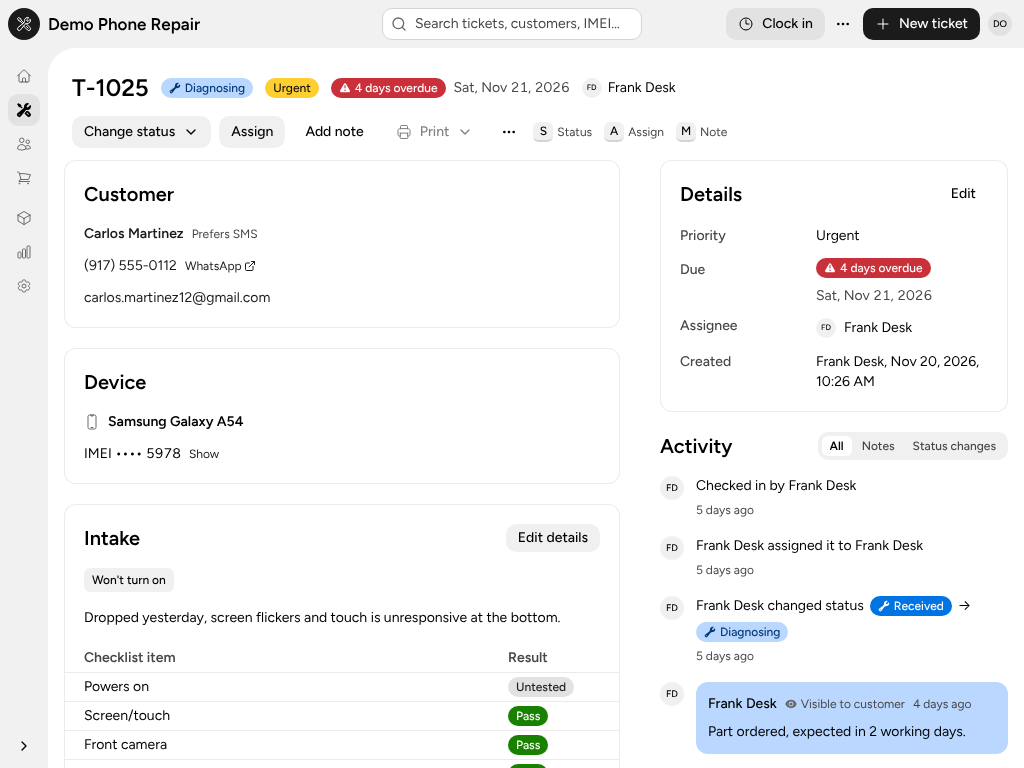 Demo Phone Repair
Search tickets, customers, IMEI...
Clock in
New ticket
DO
T-1025
Diagnosing
Urgent
4 days overdue
Sat, Nov 21, 2026
FD
Frank Desk
Change status
Assign
Add note
Print
S Status
A Assign
M Note
Customer
Carlos Martinez Prefers SMS
(917) 555-0112 WhatsApp
carlos.martinez12@gmail.com
Device
Samsung Galaxy A54
IMEI •••• 5978 Show
Intake
Edit details
Won't turn on
Dropped yesterday, screen flickers and touch is unresponsive at the bottom.
Checklist item Result
Powers on Untested
Screen/touch Pass
Front camera Pass
Details
Edit
Priority Urgent
Due 4 days overdue
Sat, Nov 21, 2026
Assignee FD Frank Desk
Created Frank Desk, Nov 20, 2026,
10:26 AM
Activity
All Notes Status changes
FD Checked in by Frank Desk
5 days ago
FD Frank Desk assigned it to Frank Desk
5 days ago
FD Frank Desk changed status Received →
Diagnosing
5 days ago
FD Frank Desk Visible to customer 4 days ago
Part ordered, expected in 2 working days.